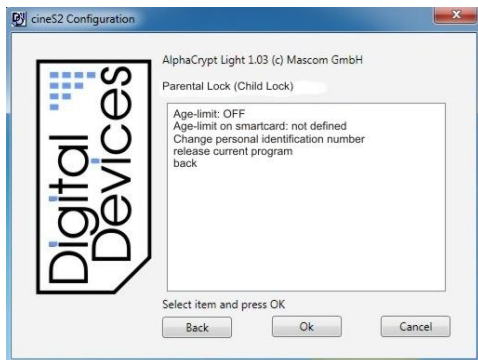 cineS2 Configuration
AlphaCrypt Light 1.03 (c) Mascom GmbH
Parental Lock (Child Lock)
Digital
Devices
Age-limit: OFF
Age-limit on smartcard: not defined
Change personal identification number
release current program
back
Select item and press OK
Back
Ok
Cancel